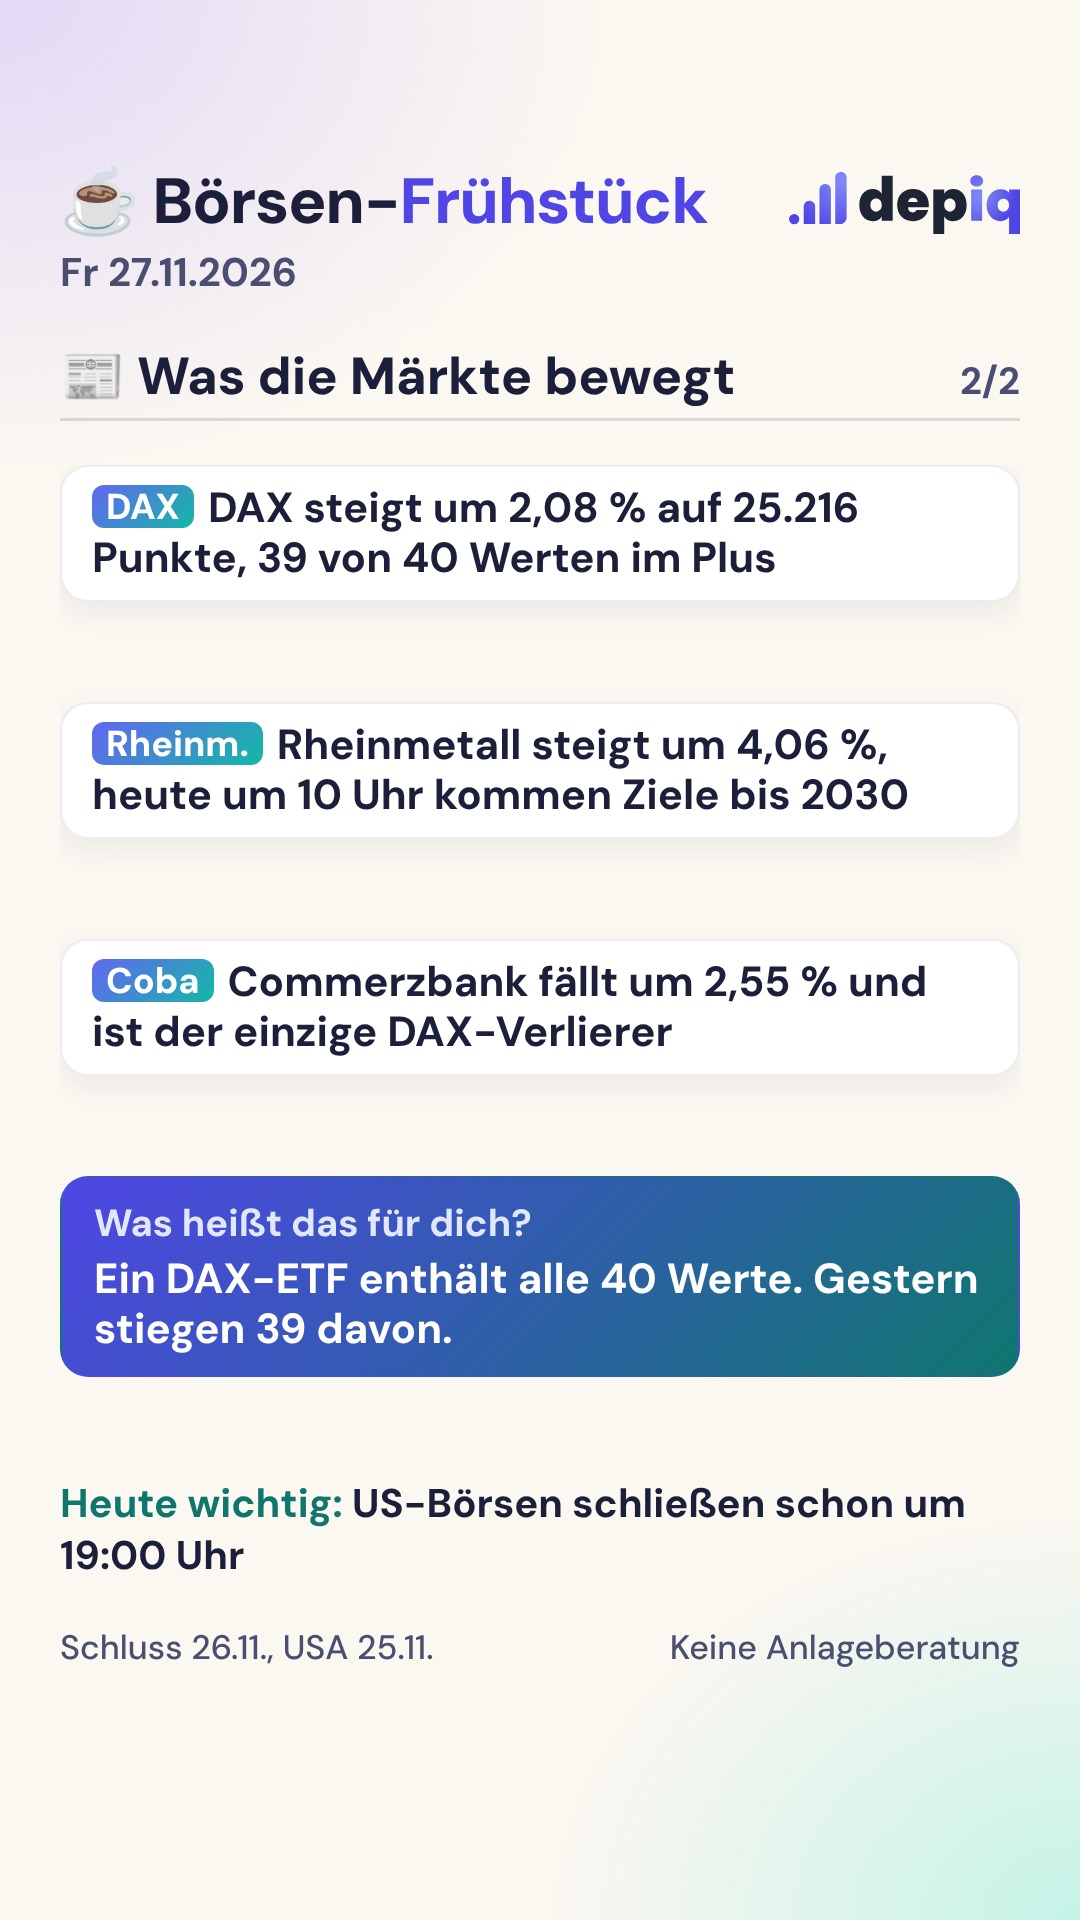 Börsen-Frühstück
depiq
Fr 27.11.2026
Was die Märkte bewegt
2/2
DAX DAX steigt um 2,08 % auf 25.216
Punkte, 39 von 40 Werten im Plus
Rheinm. Rheinmetall steigt um 4,06 %,
heute um 10 Uhr kommen Ziele bis 2030
Coba Commerzbank fällt um 2,55 % und
ist der einzige DAX-Verlierer
Was heißt das für dich?
Ein DAX-ETF enthält alle 40 Werte. Gestern
stiegen 39 davon.
Heute wichtig: US-Börsen schließen schon um
19:00 Uhr
Schluss 26.11., USA 25.11.
Keine Anlageberatung